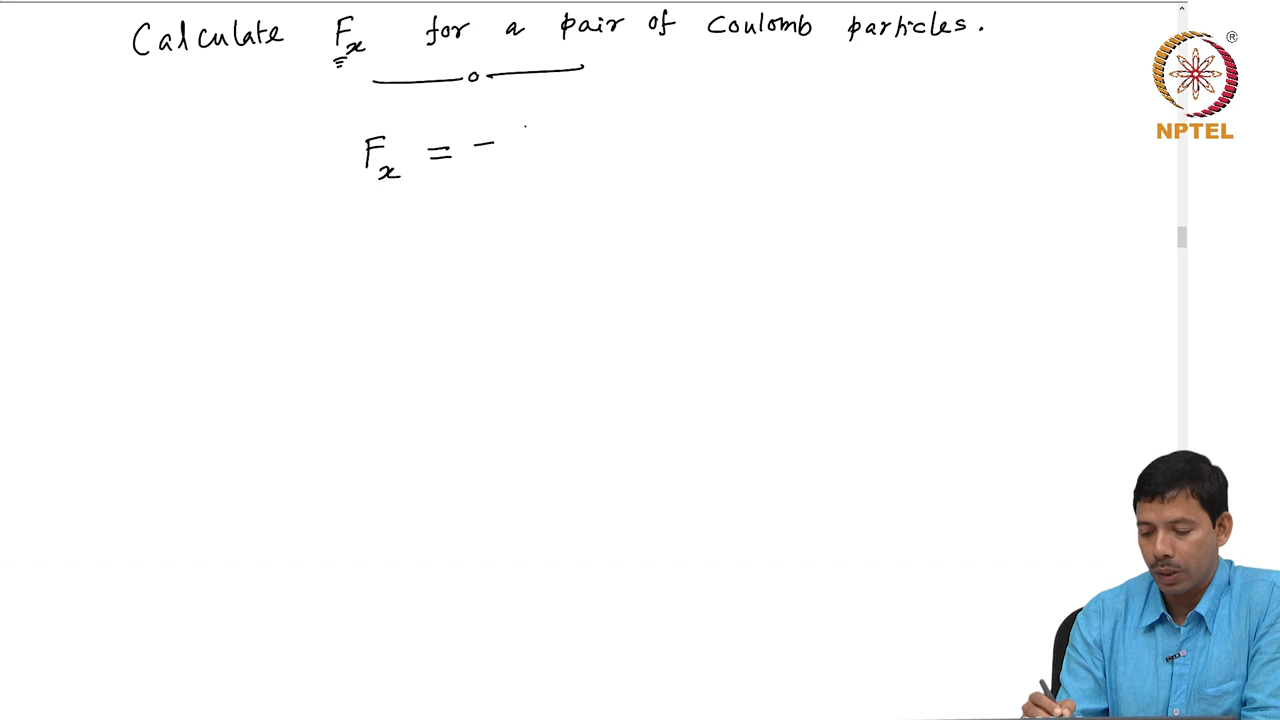 Calculate Fₓ for a pair of Coulomb particles.
Fₓ = -
®
NPTEL